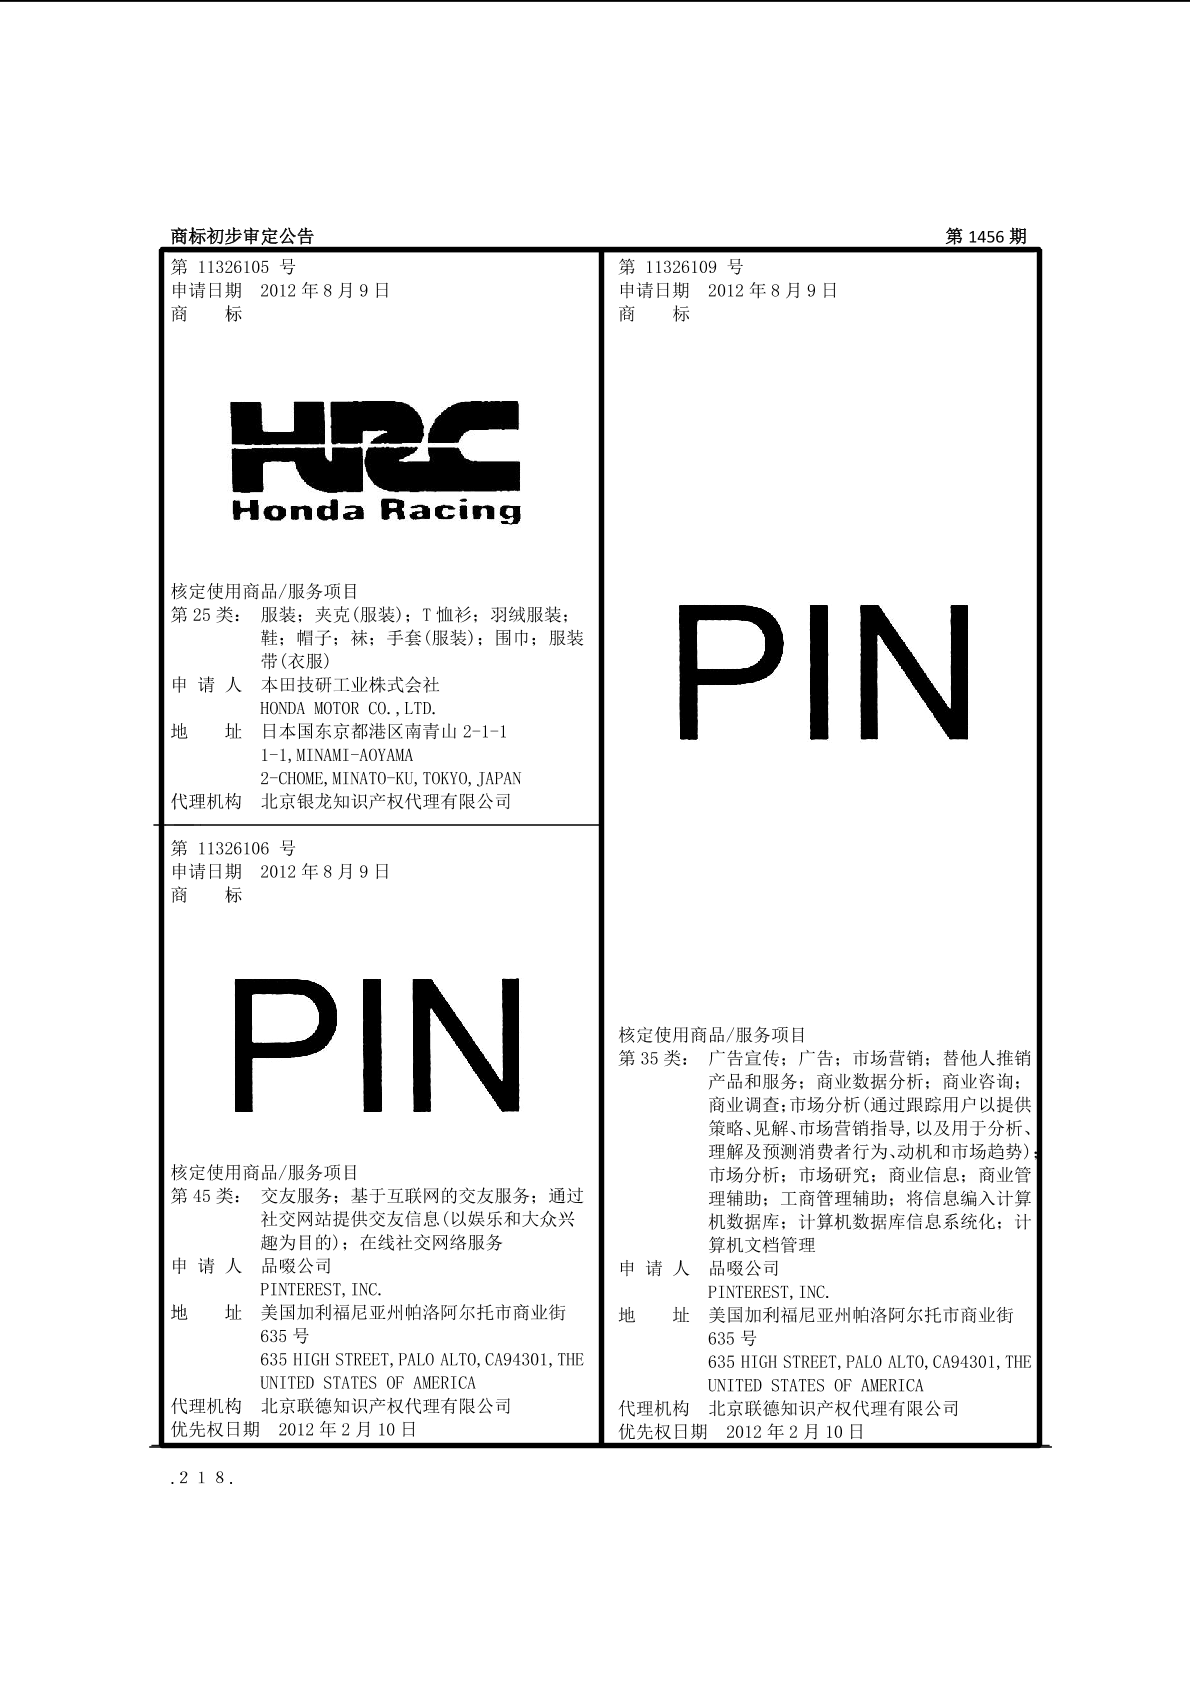 商标初步审定公告 第 1456 期
第 11326105 号
申请日期 2012 年 8 月 9 日
商 标
HRC
Honda Racing
核定使用商品/服务项目
第 25 类: 服装；夹克(服装)；T 恤衫；羽绒服装；
鞋；帽子；袜；手套(服装)；围巾；服装
带(衣服)
申 请 人 本田技研工业株式会社
HONDA MOTOR CO.,LTD.
地 址 日本国东京都港区南青山 2-1-1
1-1,MINAMI-AOYAMA
2-CHOME,MINATO-KU,TOKYO,JAPAN
代理机构 北京银龙知识产权代理有限公司
第 11326106 号
申请日期 2012 年 8 月 9 日
商 标
PIN
核定使用商品/服务项目
第 45 类: 交友服务；基于互联网的交友服务；通过
社交网站提供交友信息(以娱乐和大众兴
趣为目的)；在线社交网络服务
申 请 人 品啜公司
PINTEREST,INC.
地 址 美国加利福尼亚州帕洛阿尔托市商业街
635 号
635 HIGH STREET,PALO ALTO,CA94301,THE
UNITED STATES OF AMERICA
代理机构 北京联德知识产权代理有限公司
优先权日期 2012 年 2 月 10 日
第 11326109 号
申请日期 2012 年 8 月 9 日
商 标
PIN
核定使用商品/服务项目
第 35 类: 广告宣传；广告；市场营销；替他人推销
产品和服务；商业数据分析；商业咨询；
商业调查;市场分析(通过跟踪用户以提供
策略、见解、市场营销指导,以及用于分析、
理解及预测消费者行为、动机和市场趋势)；
市场分析；市场研究；商业信息；商业管
理辅助；工商管理辅助；将信息编入计算
机数据库；计算机数据库信息系统化；计
算机文档管理
申 请 人 品啜公司
PINTEREST,INC.
地 址 美国加利福尼亚州帕洛阿尔托市商业街
635 号
635 HIGH STREET,PALO ALTO,CA94301,THE
UNITED STATES OF AMERICA
代理机构 北京联德知识产权代理有限公司
优先权日期 2012 年 2 月 10 日
.218.